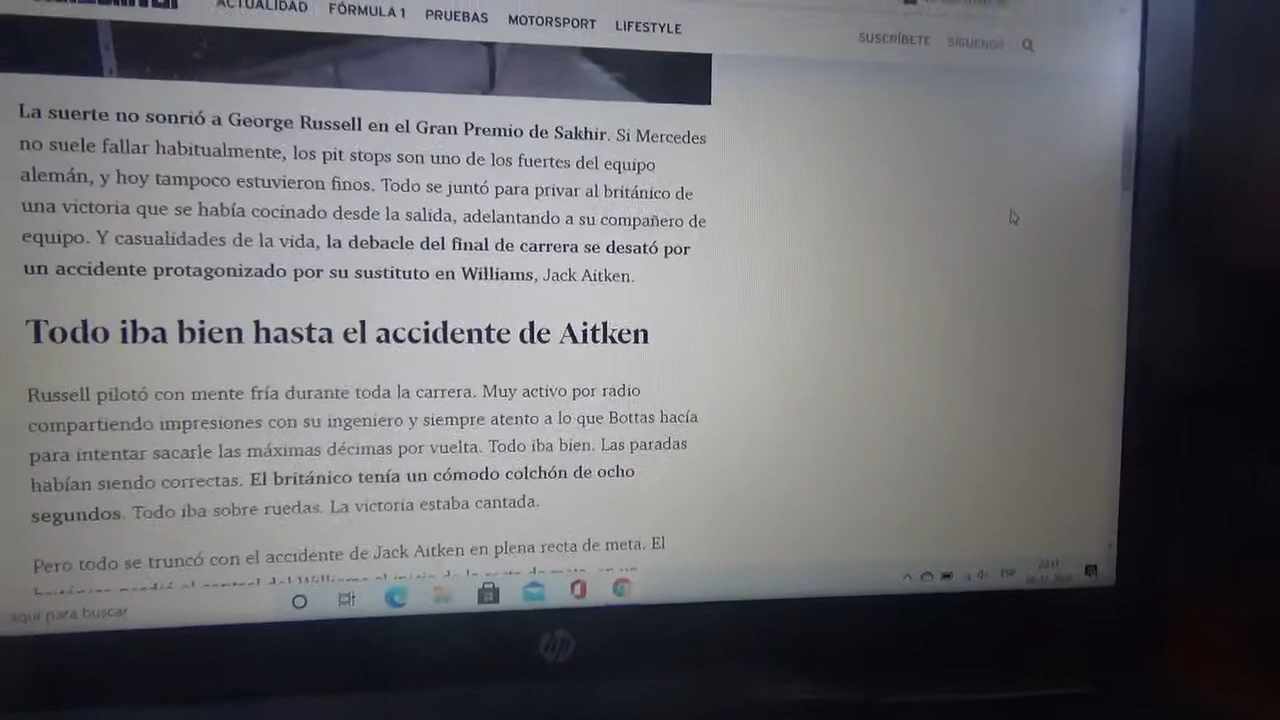 ACTUALIDAD FÓRMULA 1 PRUEBAS MOTORSPORT LIFESTYLE
SUSCRÍBETE SÍGUENOS
La suerte no sonrió a George Russell en el Gran Premio de Sakhir. Si Mercedes
no suele fallar habitualmente, los pit stops son uno de los fuertes del equipo
alemán, y hoy tampoco estuvieron finos. Todo se juntó para privar al británico de
una victoria que se había cocinado desde la salida, adelantando a su compañero de
equipo. Y casualidades de la vida, la debacle del final de carrera se desató por
un accidente protagonizado por su sustituto en Williams, Jack Aitken.
Todo iba bien hasta el accidente de Aitken
Russell pilotó con mente fría durante toda la carrera. Muy activo por radio
compartiendo impresiones con su ingeniero y siempre atento a lo que Bottas hacía
para intentar sacarle las máximas décimas por vuelta. Todo iba bien. Las paradas
habían siendo correctas. El británico tenía un cómodo colchón de ocho
segundos. Todo iba sobre ruedas. La victoria estaba cantada.
Pero todo se truncó con el accidente de Jack Aitken en plena recta de meta. El
aquí para buscar
ESP
hp